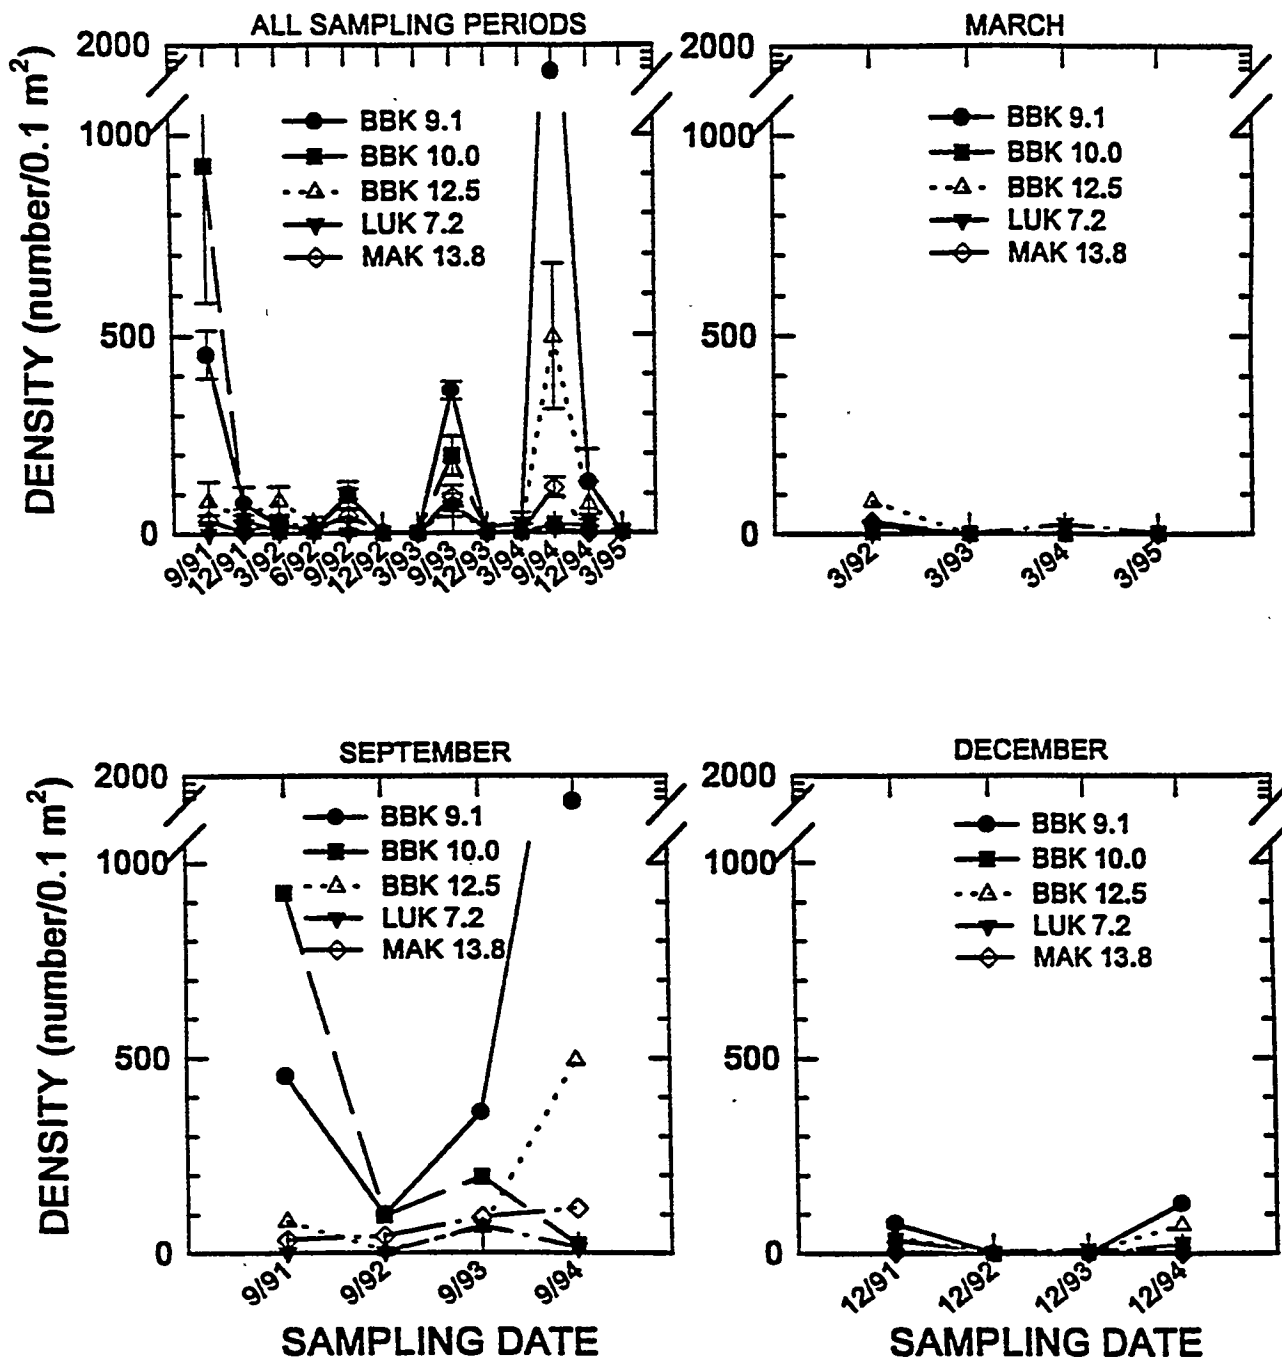 ALL SAMPLING PERIODS
DENSITY (number/0.1 m²)
2000
1000
500
0
BBK 9.1
BBK 10.0
BBK 12.5
LUK 7.2
MAK 13.8
9/91
12/91
3/92
6/92
9/92
12/92
3/93
9/93
12/93
3/94
9/94
12/94
3/95
MARCH
2000
1000
500
0
BBK 9.1
BBK 10.0
BBK 12.5
LUK 7.2
MAK 13.8
3/92
3/93
3/94
3/95
SEPTEMBER
DENSITY (number/0.1 m²)
2000
1000
500
0
BBK 9.1
BBK 10.0
BBK 12.5
LUK 7.2
MAK 13.8
9/91
9/92
9/93
9/94
SAMPLING DATE
DECEMBER
2000
1000
500
0
BBK 9.1
BBK 10.0
BBK 12.5
LUK 7.2
MAK 13.8
12/91
12/92
12/93
12/94
SAMPLING DATE